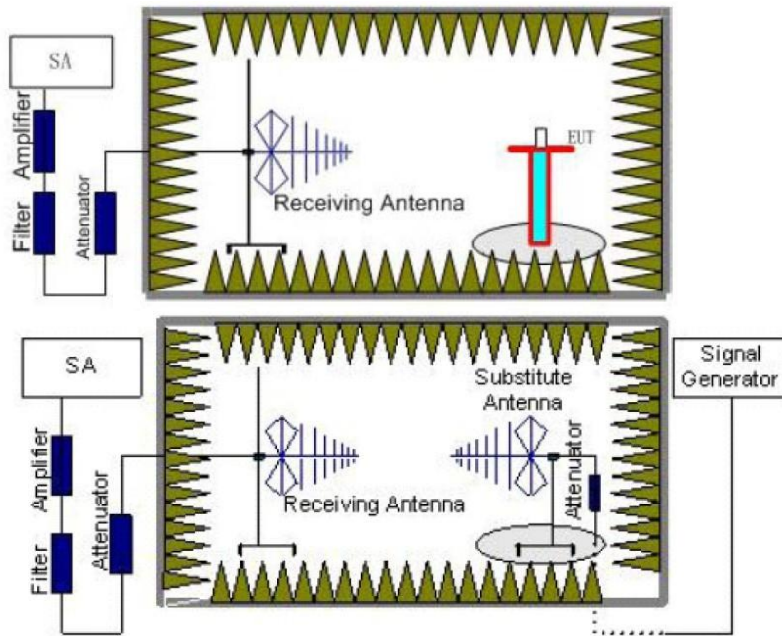 SA
Amplifier
Filter
Attenuator
Receiving Antenna
EUT
SA
Amplifier
Filter
Attenuator
Receiving Antenna
Substitute
Antenna
Attenuator
Signal
Generator